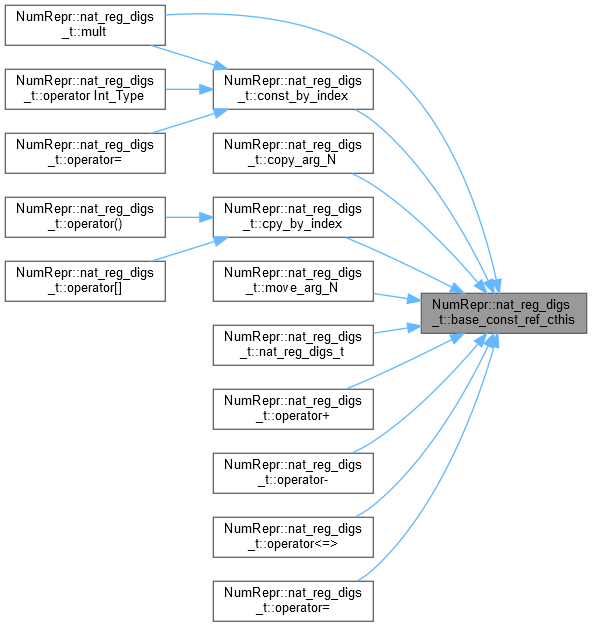 NumRepr::nat_reg_digs
_t::mult
NumRepr::nat_reg_digs
_t::operator Int_Type
NumRepr::nat_reg_digs
_t::operator=
NumRepr::nat_reg_digs
_t::operator()
NumRepr::nat_reg_digs
_t::operator[]
NumRepr::nat_reg_digs
_t::const_by_index
NumRepr::nat_reg_digs
_t::copy_arg_N
NumRepr::nat_reg_digs
_t::cpy_by_index
NumRepr::nat_reg_digs
_t::move_arg_N
NumRepr::nat_reg_digs
_t::nat_reg_digs_t
NumRepr::nat_reg_digs
_t::operator+
NumRepr::nat_reg_digs
_t::operator-
NumRepr::nat_reg_digs
_t::operator<=>
NumRepr::nat_reg_digs
_t::operator=
NumRepr::nat_reg_digs
_t::base_const_ref_cthis